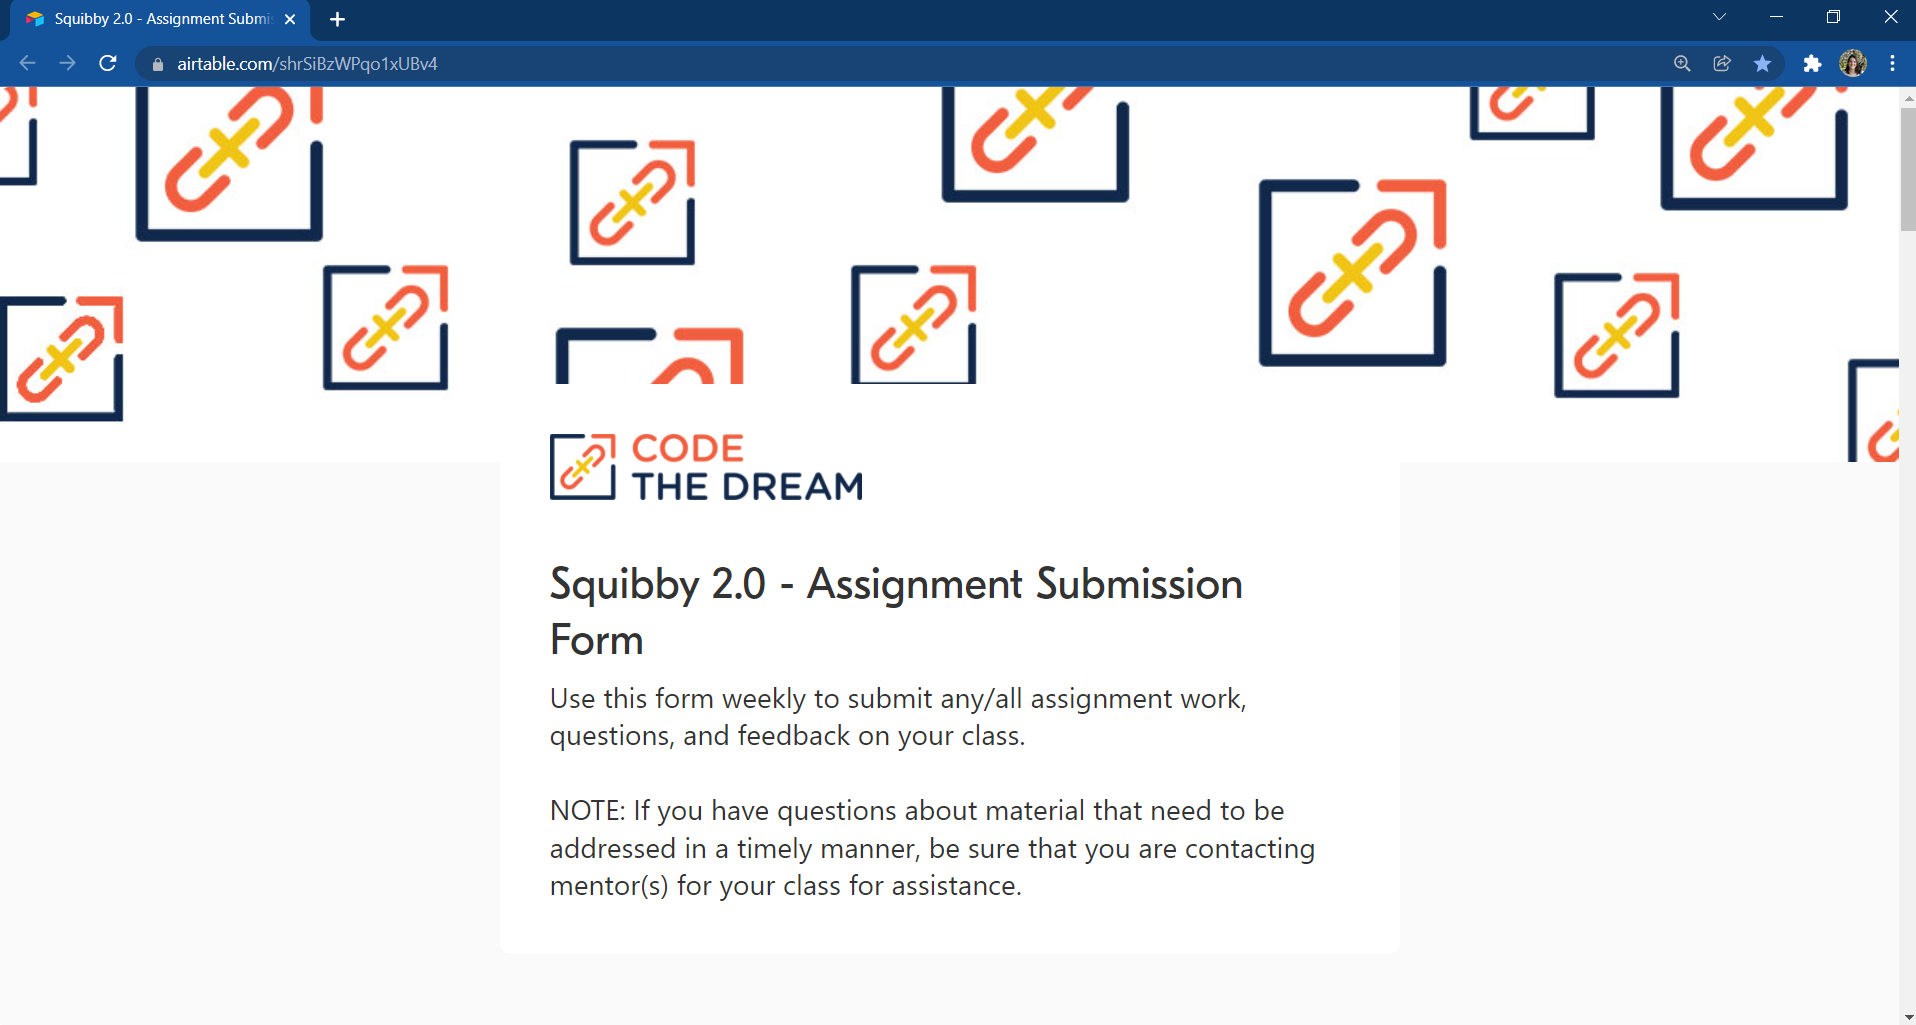 Squibby 2.0 - Assignment Submi
airtable.com/shrSiBzWPqo1xUBv4
CODE
THE DREAM
Squibby 2.0 - Assignment Submission
Form
Use this form weekly to submit any/all assignment work,
questions, and feedback on your class.
NOTE: If you have questions about material that need to be
addressed in a timely manner, be sure that you are contacting
mentor(s) for your class for assistance.